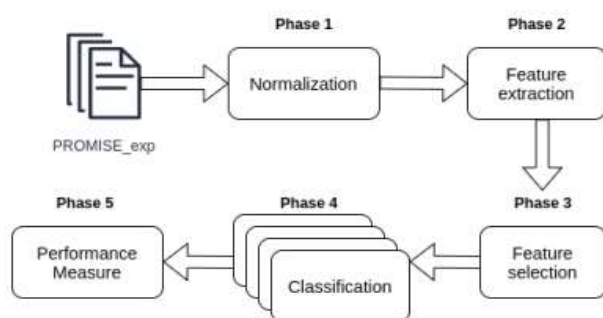 Phase 1
Phase 2
Normalization
Feature
extraction
PROMISE_exp
Phase 5
Phase 4
Phase 3
Performance
Measure
Classification
Feature
selection